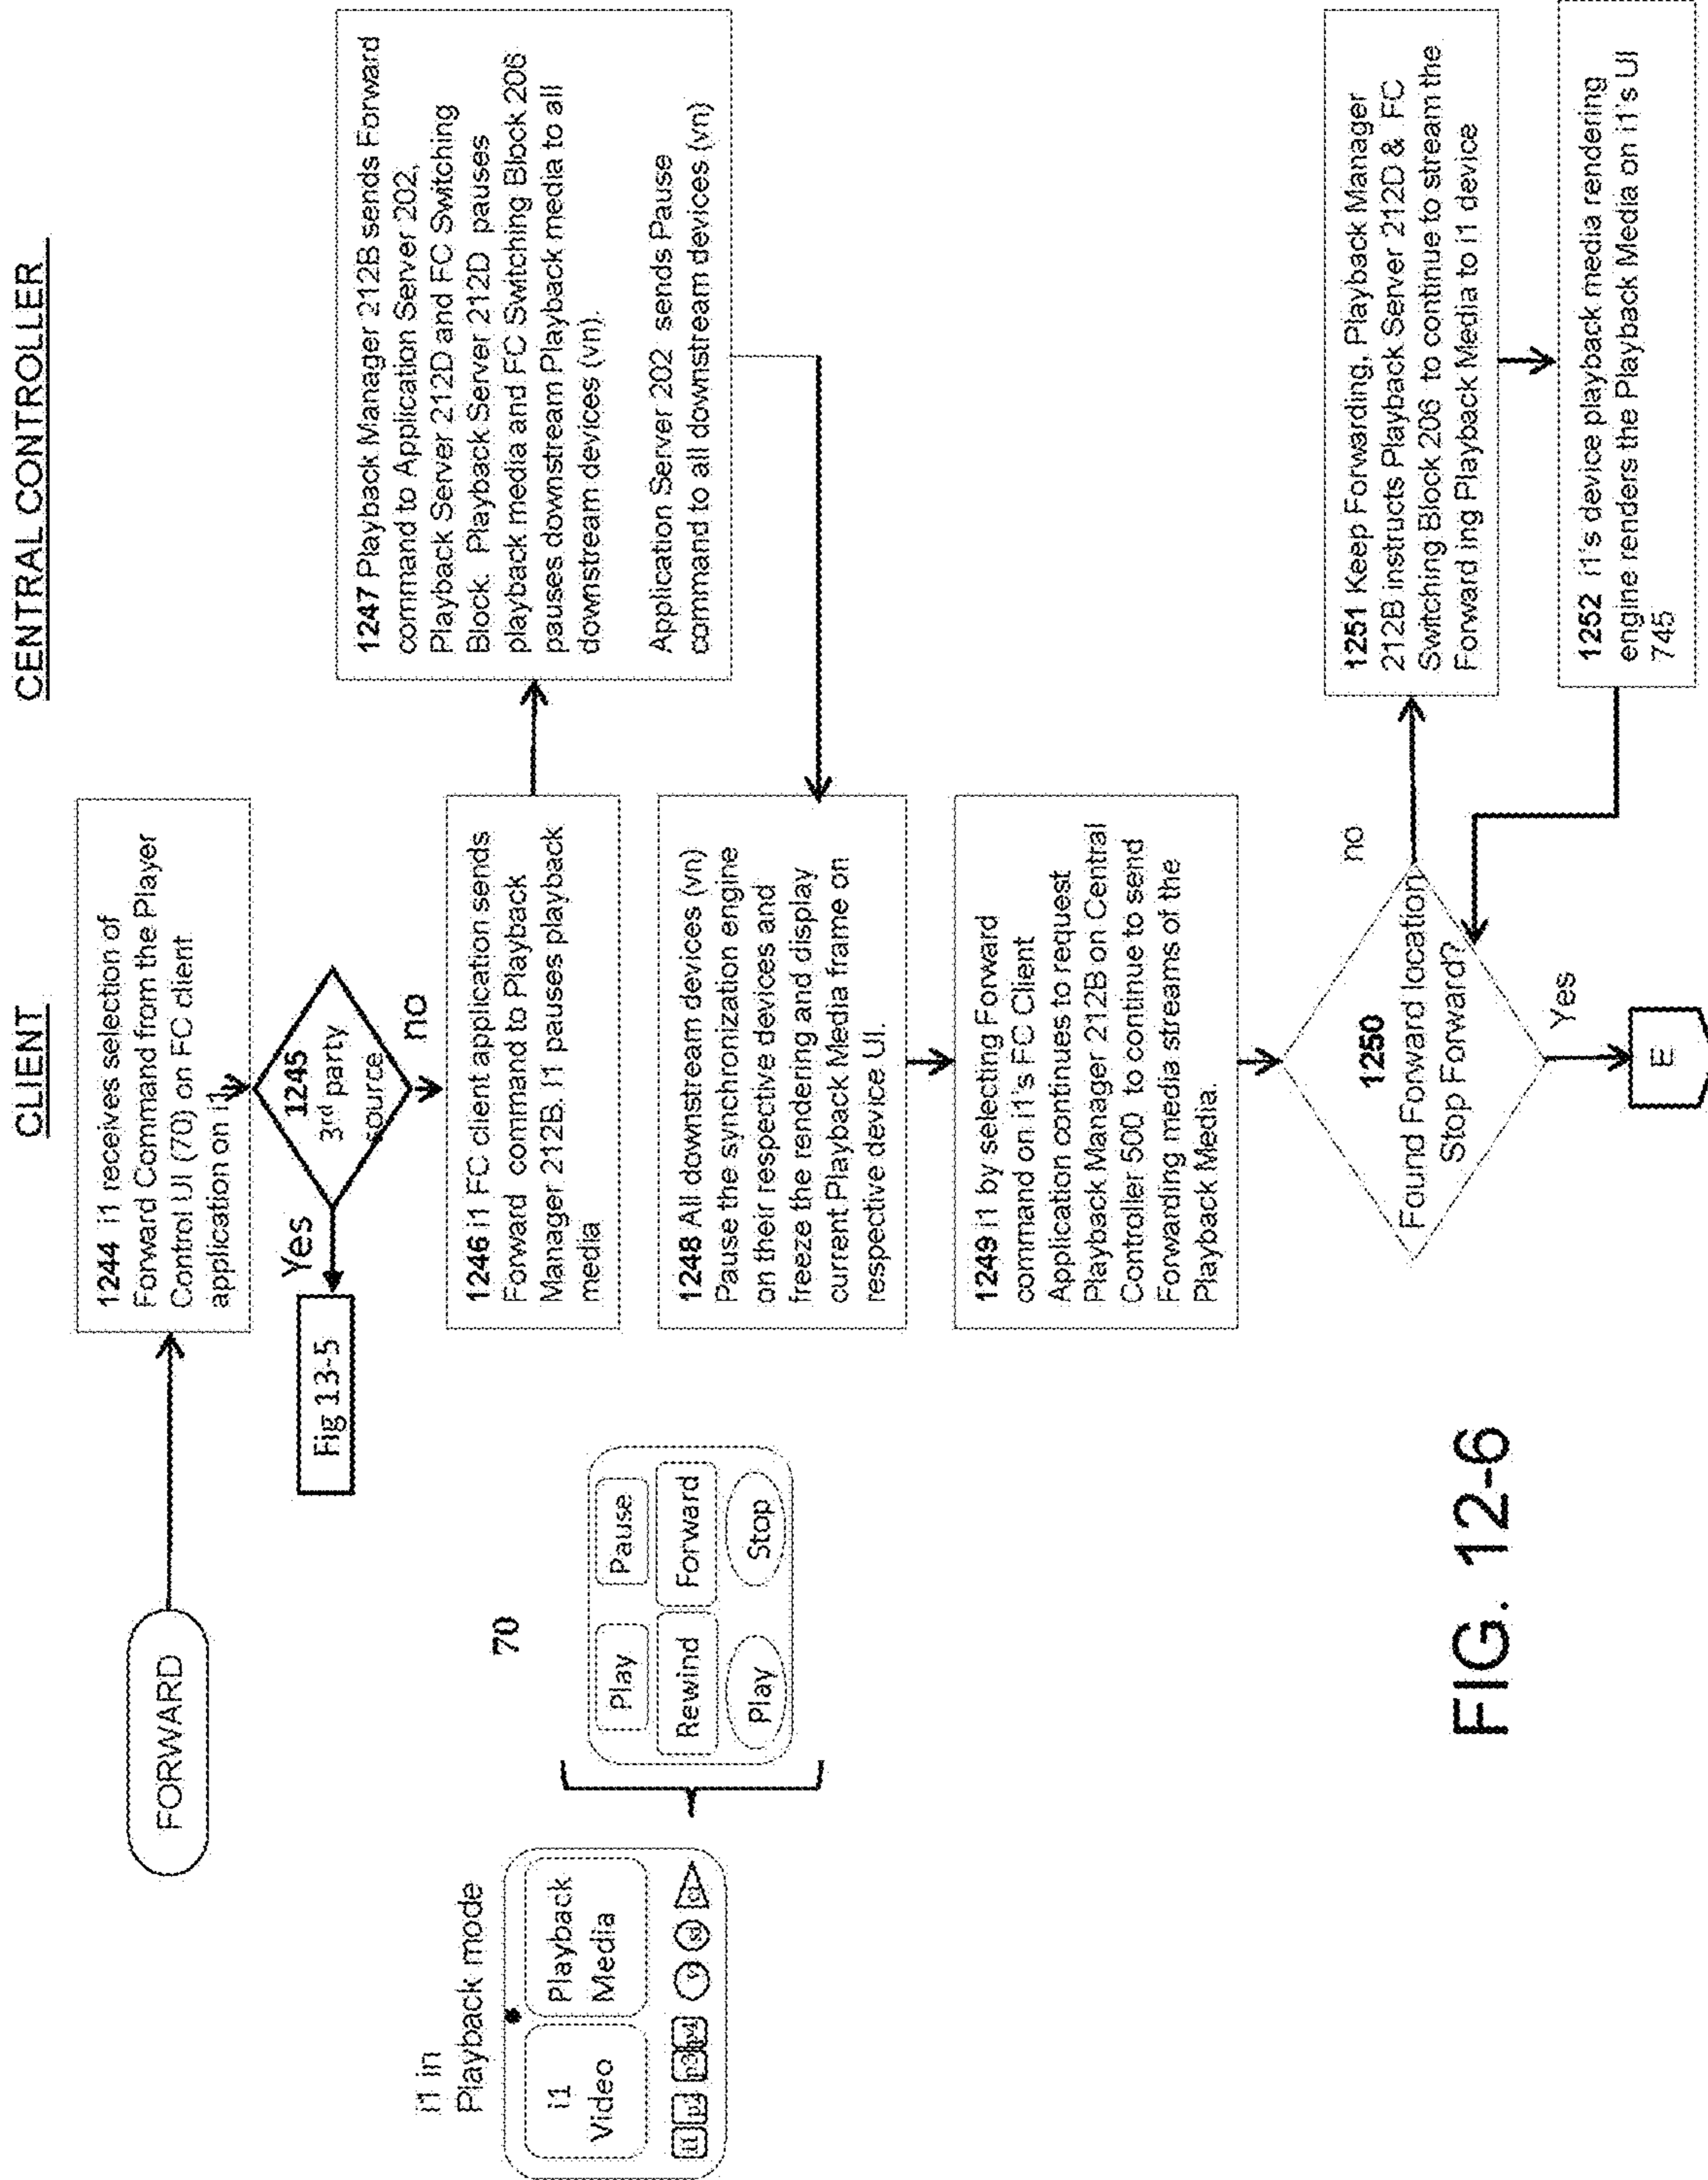 CLIENT
CENTRAL CONTROLLER
FORWARD
1244 i1 receives selection of
Forward Command from the Player
Control UI (70) on FC client
application on i1
1245
3rd party
source
Yes
no
Fig 13-5
1246 i1 FC client application sends
Forward command to Playback
Manager 212B. I1 pauses playback
media
1247 Playback Manager 212B sends Forward
command to Application Server 202,
Playback Server 212D and FC Switching
Block. Playback Server 212D pauses
playback media and FC Switching Block 206
pauses downstream Playback media to all
downstream devices (vn).
Application Server 202 sends Pause
command to all downstream devices (vn)
1248 All downstream devices (vn)
Pause the synchronization engine
on their respective devices and
freeze the rendering and display
current Playback Media frame on
respective device UI.
1249 i1 by selecting Forward
command on i1's FC Client
Application continues to request
Playback Manager 212B on Central
Controller 500 to continue to send
Forwarding media streams of the
Playback Media.
1250
Found Forward location
Stop Forward?
no
Yes
E
1251 Keep Forwarding, Playback Manager
212B instructs Playback Server 212D & FC
Switching Block 206 to continue to stream the
Forward ing Playback Media to i1 device
1252 i1's device playback media rendering
engine renders the Playback Media on i1's UI
745
i1 in
Playback mode
i1
Video
Playback
Media
i1
p2
p3
p4
70
Play
Pause
Rewind
Forward
Play
Stop
FIG. 12-6